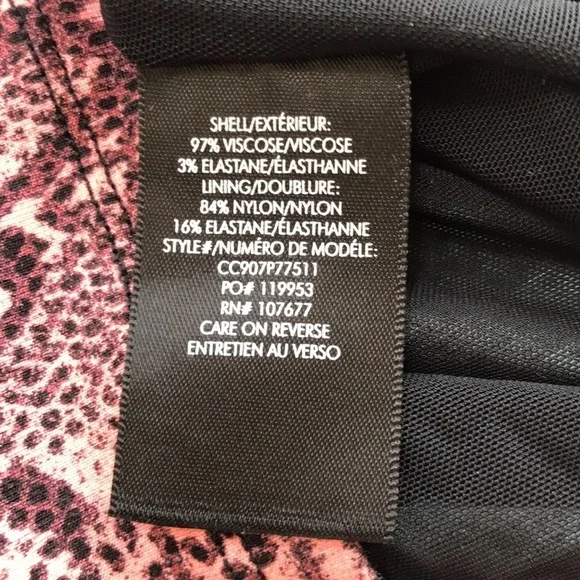 SHELL/EXTÉRIEUR:
97% VISCOSE/VISCOSE
3% ELASTANE/ÉLASTHANNE
LINING/DOUBLURE:
84% NYLON/NYLON
16% ELASTANE/ÉLASTHANNE
STYLE#/NUMÉRO DE MODÉLE:
CC907P77511
PO# 119953
RN# 107677
CARE ON REVERSE
ENTRETIEN AU VERSO